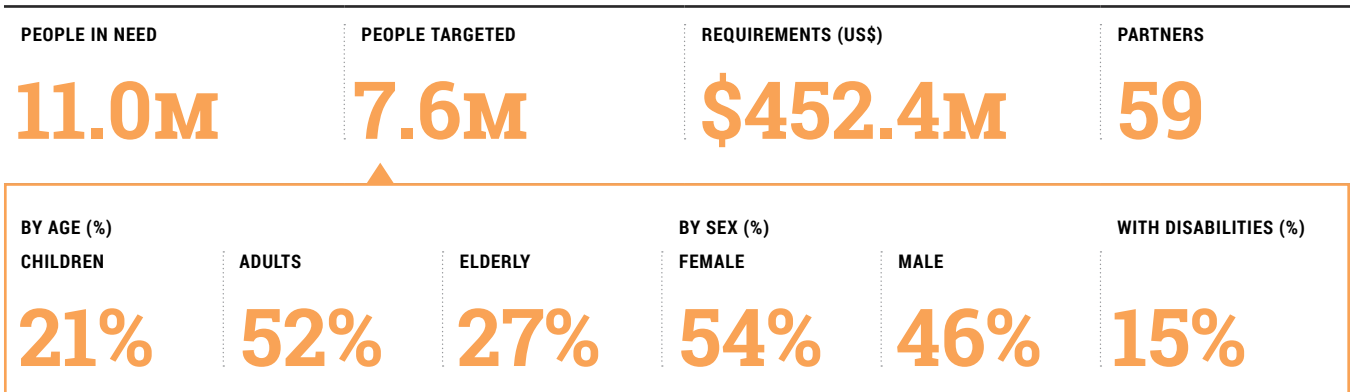 PEOPLE IN NEED PEOPLE TARGETED REQUIREMENTS (US$) PARTNERS
11.0M 7.6M $452.4M 59
BY AGE (%) BY SEX (%) WITH DISABILITIES (%)
CHILDREN ADULTS ELDERLY FEMALE MALE
21% 52% 27% 54% 46% 15%